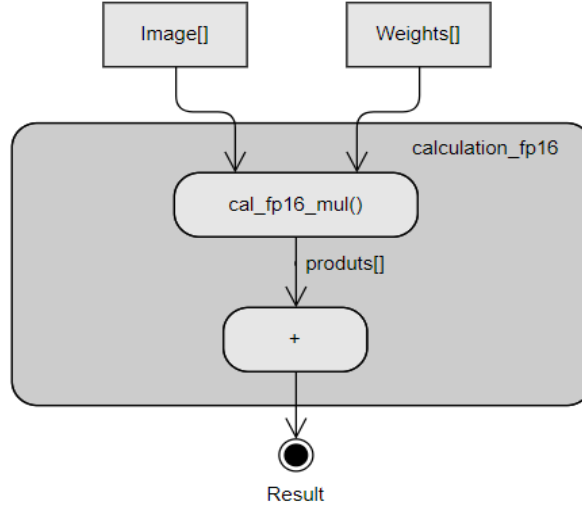 Image[]
Weights[]
calculation_fp16
cal_fp16_mul()
produts[]
+
Result